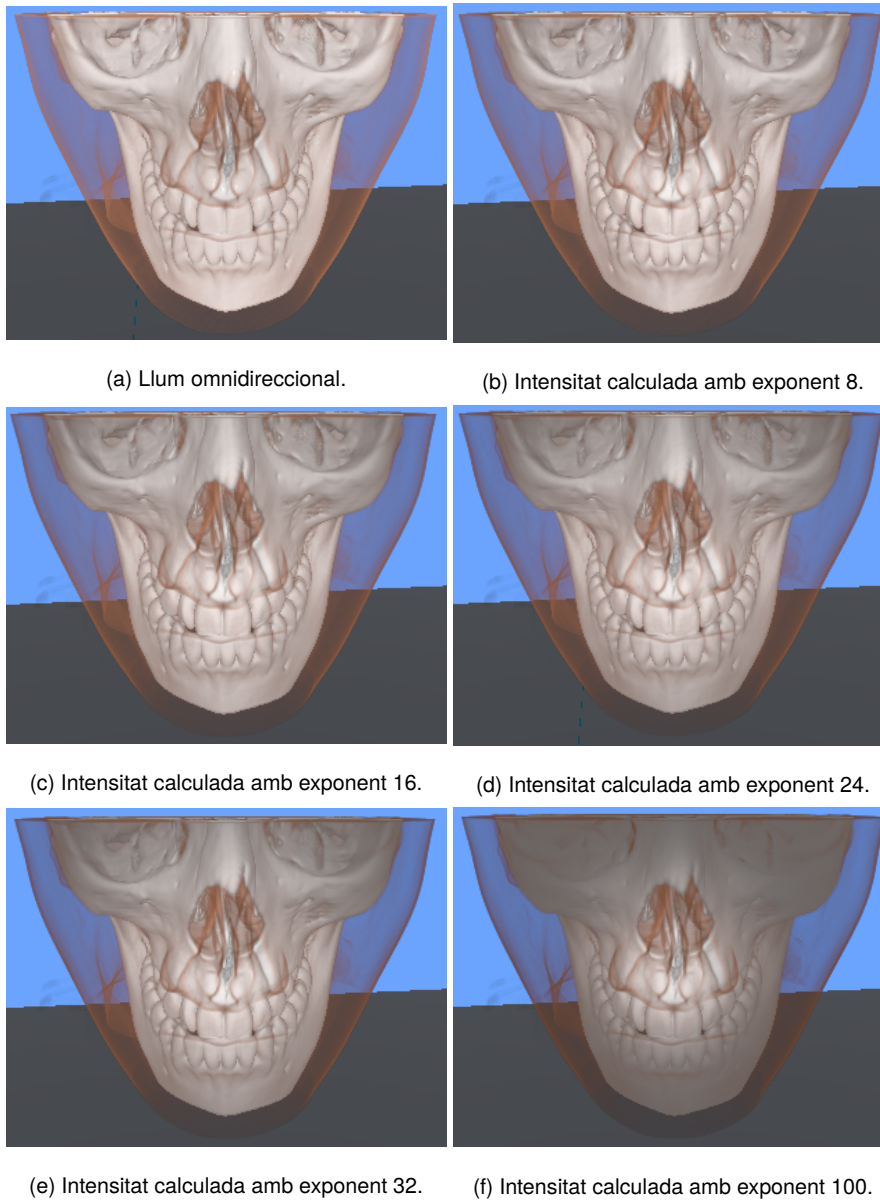 (a) Llum omnidireccional.
(b) Intensitat calculada amb exponent 8.
(c) Intensitat calculada amb exponent 16.
(d) Intensitat calculada amb exponent 24.
(e) Intensitat calculada amb exponent 32.
(f) Intensitat calculada amb exponent 100.